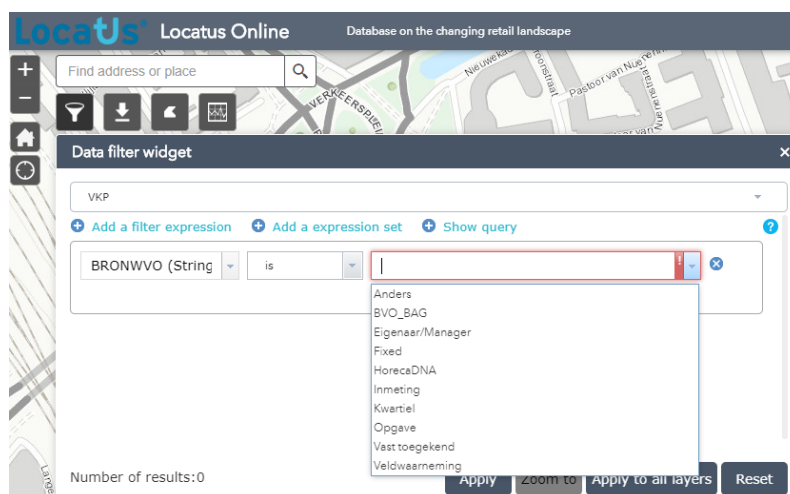 Locatus Locatus Online Database on the changing retail landscape
+
Find address or place
−
Data filter widget
VKP
Add a filter expression Add a expression set Show query
BRONWVO (String is
Anders
BVO_BAG
Eigenaar/Manager
Fixed
HorecaDNA
Inmeting
Kwartiel
Opgave
Vast toegekend
Veldwaarneming
Number of results:0 Apply Zoom to Apply to all layers Reset